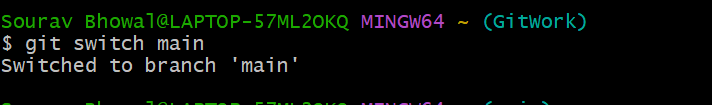 Sourav Bhowal@LAPTOP-57ML2OKQ MINGW64 ~ (GitWork)
$ git switch main
Switched to branch 'main'